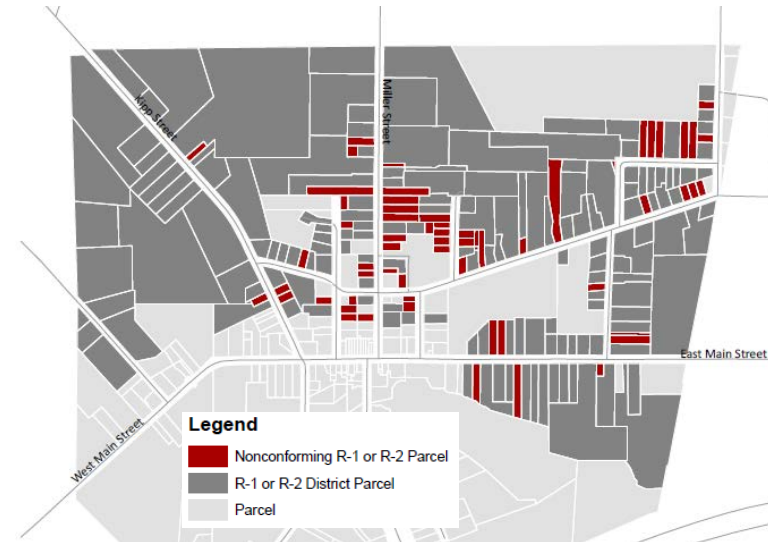 Kipp Street
Miller Street
East Main Street
West Main Street
Legend
Nonconforming R-1 or R-2 Parcel
R-1 or R-2 District Parcel
Parcel